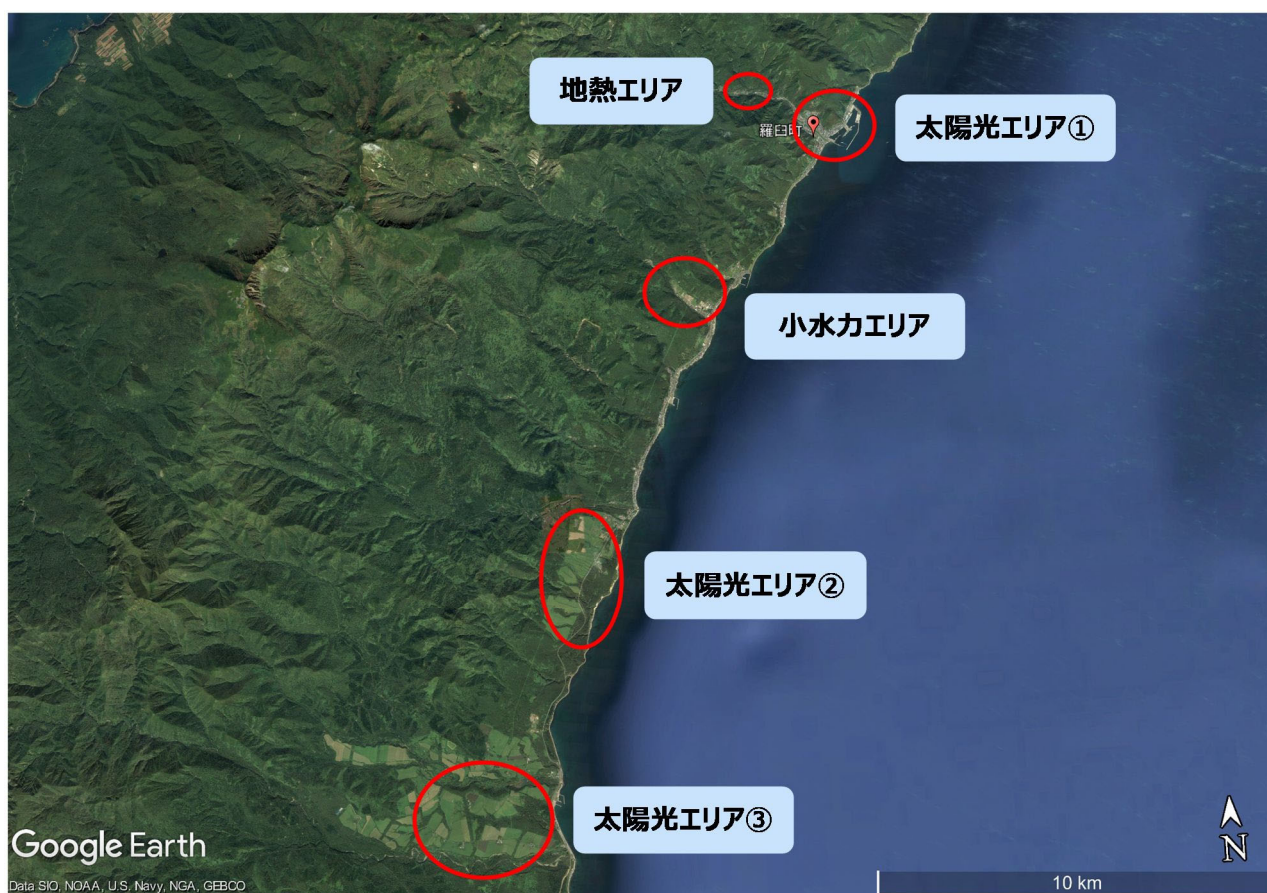 地熱エリア
太陽光エリア①
羅臼町
小水力エリア
太陽光エリア②
太陽光エリア③
Google Earth
N
Data SIO, NOAA, U.S. Navy, NGA, GEBCO
10 km